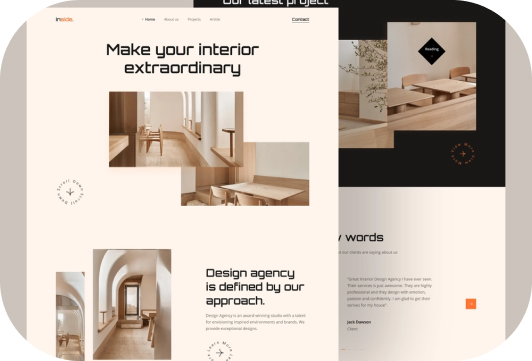 Our latest project
Inside.
Home
About us
Projects
Contact
Make your interior
extraordinary
Reading
Scroll Down
Design agency
is defined by our
approach.
Design Agency is an award-winning studio with a talent
for envisioning inspired environments and brands. We
provide exceptional designs.
words
are saying about us
"Great Interior Design Agency I have ever seen.
Their services is just awesome. They are highly
professional and they design with emotion,
passion and confidently. I am glad to get their
service for my house"
Jack Dawson
Client